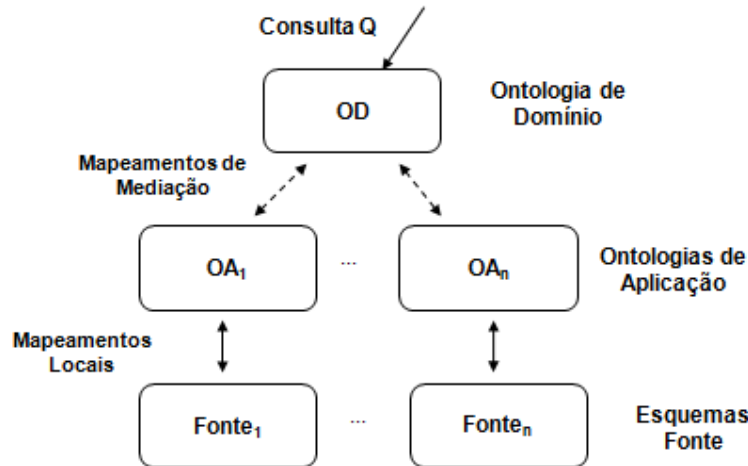 Consulta Q
OD
Ontologia de
Domínio
Mapeamentos de
Mediação
OA₁
...
OAₙ
Ontologias de
Aplicação
Mapeamentos
Locais
Fonte₁
...
Fonteₙ
Esquemas
Fonte